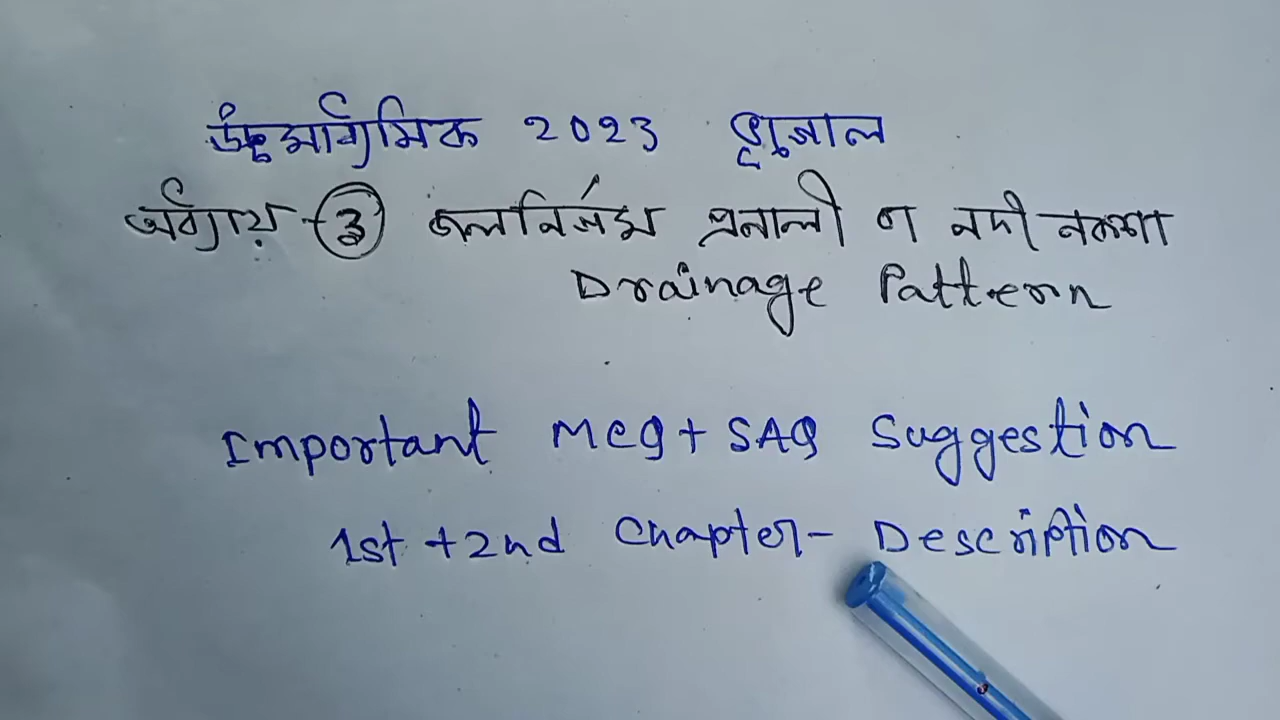 উচ্চমাধ্যমিক 2023 ভূগোল
অধ্যায় - ③ জলনির্গম প্রনালী বা নদী নকশা
Drainage Pattern
Important MCQ + SAQ Suggestion
1st + 2nd Chapter - Description